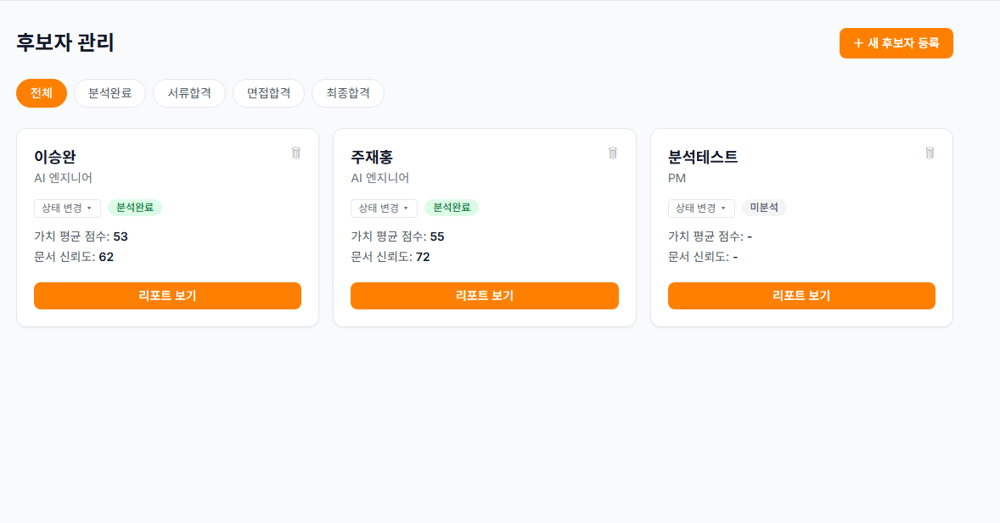 후보자 관리
+ 새 후보자 등록
전체 분석완료 서류합격 면접합격 최종합격
이승완
AI 엔지니어
상태 변경 분석완료
가치 평균 점수: 53
문서 신뢰도: 62
리포트 보기
주재홍
AI 엔지니어
상태 변경 분석완료
가치 평균 점수: 55
문서 신뢰도: 72
리포트 보기
분석테스트
PM
상태 변경 미분석
가치 평균 점수: -
문서 신뢰도: -
리포트 보기